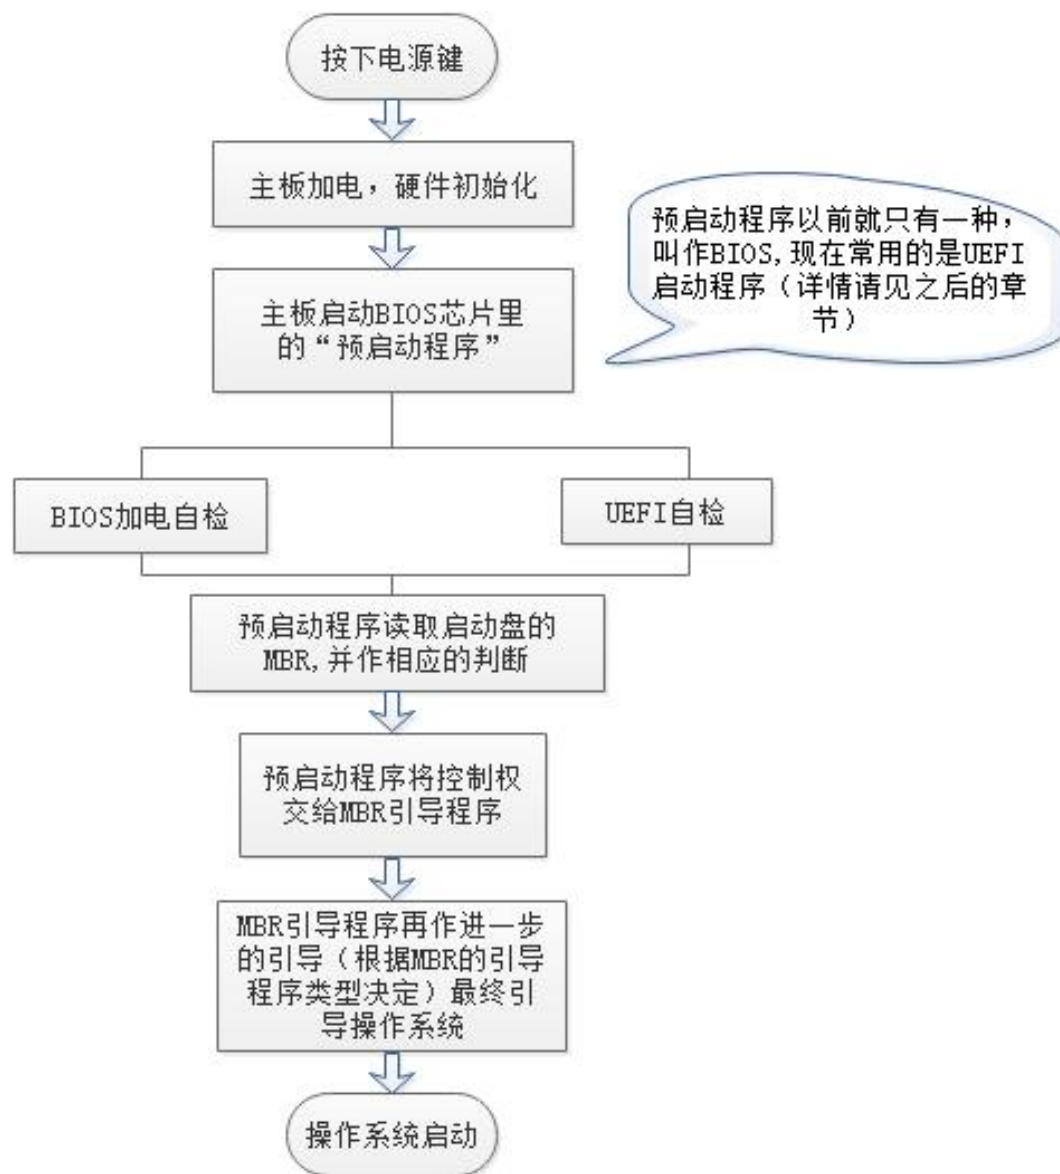 按下电源键
主板加电，硬件初始化
预启动程序以前就只有一种，
叫作BIOS,现在常用的是UEFI
启动程序（详情请见之后的章
节）
主板启动BIOS芯片里
的“预启动程序”
BIOS加电自检
UEFI自检
预启动程序读取启动盘的
MBR,并作相应的判断
预启动程序将控制权
交给MBR引导程序
MBR引导程序再作进一步
的引导（根据MBR的引导
程序类型决定）最终引
导操作系统
操作系统启动